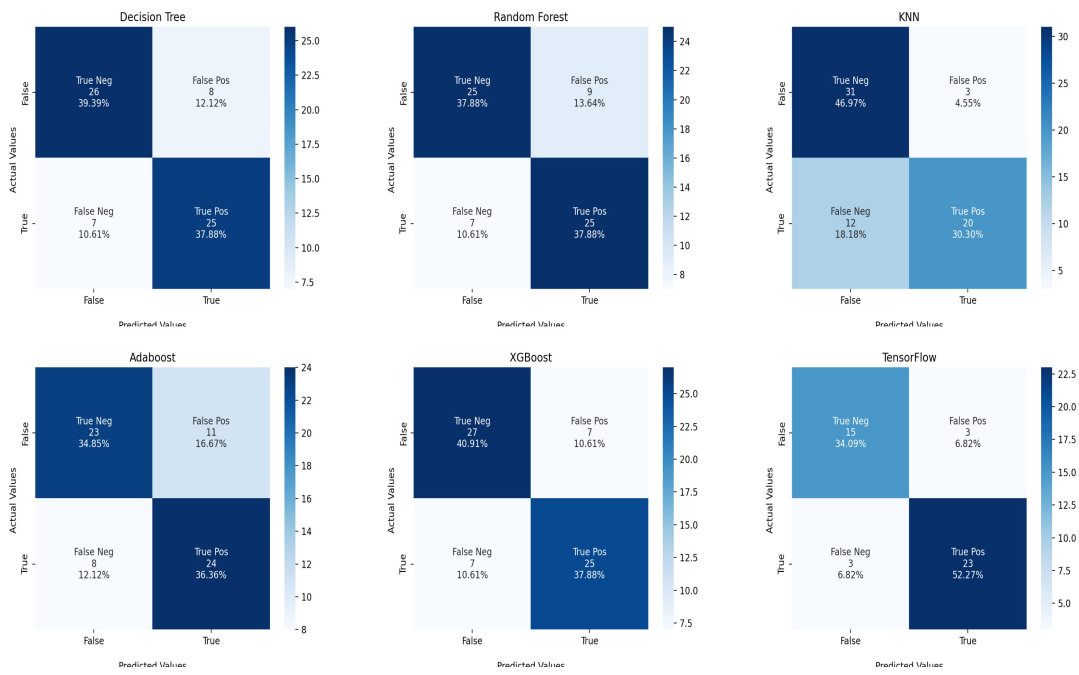 Decision Tree
Random Forest
KNN
Actual Values
False
True
True Neg
26
39.39%
False Pos
8
12.12%
False Neg
7
10.61%
True Pos
25
37.88%
25.0
22.5
20.0
17.5
15.0
12.5
10.0
7.5
False
True
Predicted Values
False
True
True Neg
25
37.88%
False Pos
9
13.64%
False Neg
7
10.61%
True Pos
25
37.88%
24
22
20
18
16
14
12
10
8
False
True
Predicted Values
Actual Values
False
True
True Neg
31
46.97%
False Pos
3
4.55%
False Neg
12
18.18%
True Pos
20
30.30%
30
25
20
15
10
5
False
True
Predicted Values
Adaboost
XGBoost
TensorFlow
Actual Values
False
True
True Neg
23
34.85%
False Pos
11
16.67%
False Neg
8
12.12%
True Pos
24
36.36%
24
22
20
18
16
14
12
10
8
False
True
Predicted Values
False
True
True Neg
27
40.91%
False Pos
7
10.61%
False Neg
7
10.61%
True Pos
25
37.88%
25.0
22.5
20.0
17.5
15.0
12.5
10.0
7.5
False
True
Predicted Values
Actual Values
False
True
True Neg
15
34.09%
False Pos
3
6.82%
False Neg
3
6.82%
True Pos
23
52.27%
22.5
20.0
17.5
15.0
12.5
10.0
7.5
5.0
False
True
Predicted Values